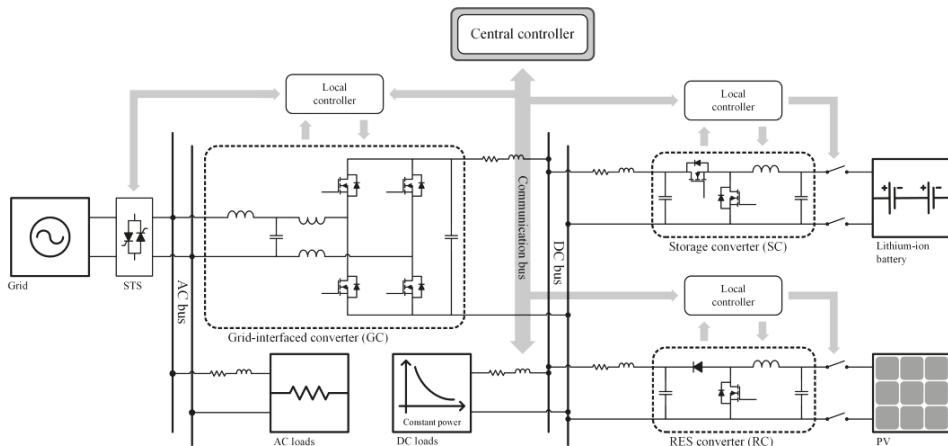 Central controller
Local
controller
Local
controller
Communication bus
DC bus
Storage converter (SC)
Lithium-ion
battery
Grid
STS
AC bus
Local
controller
Grid-interfaced converter (GC)
Constant power
AC loads
DC loads
RES converter (RC)
PV